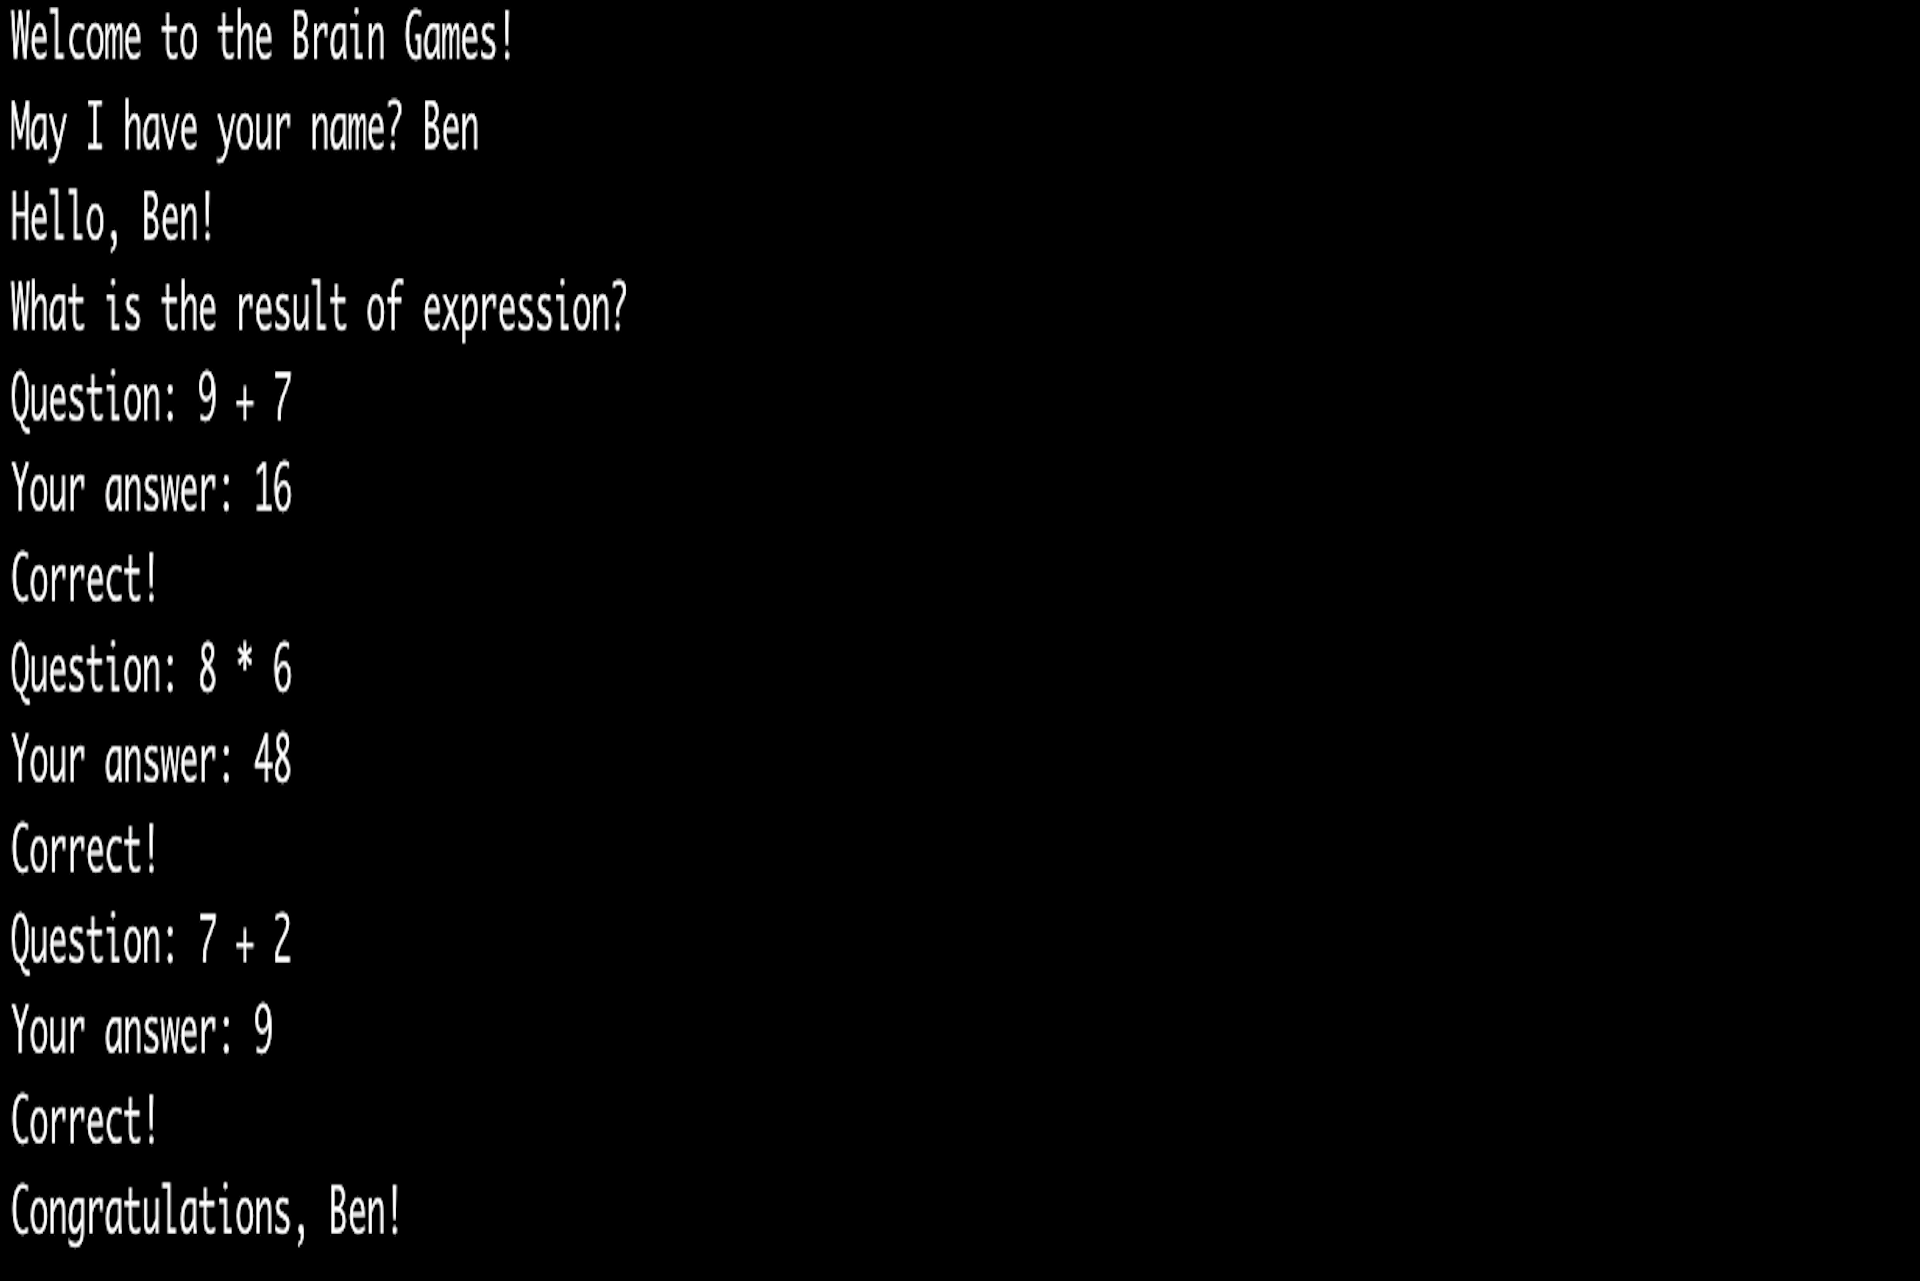 Welcome to the Brain Games!
May I have your name? Ben
Hello, Ben!
What is the result of expression?
Question: 9 + 7
Your answer: 16
Correct!
Question: 8 * 6
Your answer: 48
Correct!
Question: 7 + 2
Your answer: 9
Correct!
Congratulations, Ben!